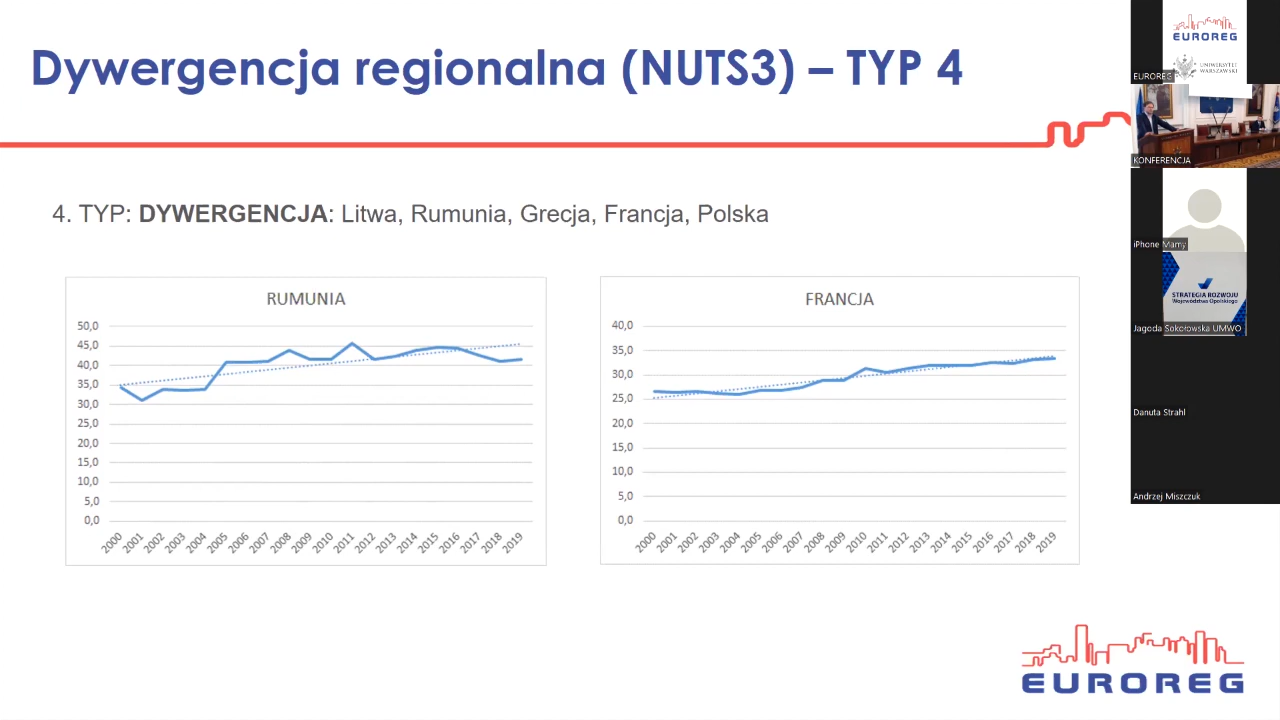 Dywergencja regionalna (NUTS3) – TYP 4
4. TYP: DYWERGENCJA: Litwa, Rumunia, Grecja, Francja, Polska
RUMUNIA
50,0
45,0
40,0
35,0
30,0
25,0
20,0
15,0
10,0
5,0
0,0
2000 2001 2002 2003 2004 2005 2006 2007 2008 2009 2010 2011 2012 2013 2014 2015 2016 2017 2018 2019
FRANCJA
40,0
35,0
30,0
25,0
20,0
15,0
10,0
5,0
0,0
2000 2001 2002 2003 2004 2005 2006 2007 2008 2009 2010 2011 2012 2013 2014 2015 2016 2017 2018 2019
EUROREG
EUROREG
UNIWERSYTET
WARSZAWSKI
EUROREG
KONFERENCJA
iPhone Mamy
STRATEGIA ROZWOJU
Województwa Opolskiego
Jagoda Sokorowska UMWO
Danuta Strahl
Andrzej Miszczuk